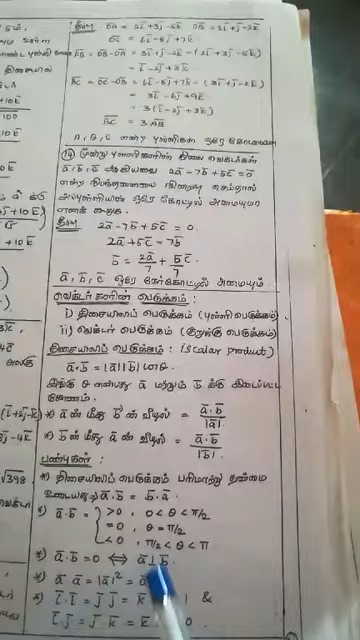 தீர்வு: OA̅ = 2i̅+3j̅-5k̅  OB̅ = 3i̅+j̅-2k̅
OC̅ = 6i̅-5j̅+7k̅
AB̅ = OB̅-OA̅ = 3i̅+j̅-2k̅ - (2i̅+3j̅-5k̅)
= i̅-2j̅+3k̅
BC̅ = OC̅-OB̅ = 6i̅-5j̅+7k̅-(3i̅+j̅-2k̅)
= 3i̅-6j̅+9k̅
= 3(i̅-2j̅+3k̅)
BC̅ = 3AB̅
A, B, C என்ற புள்ளிகள் ஒரே கோடமைவன
மூன்று புள்ளிகளின் நிலை வெக்டர்கள்
a̅, b̅, c̅ ஆகியவை 2a̅-7b̅+5c̅=0̅
என்ற நிபந்தனையை நிறைவு செய்தால்
அப்புள்ளிகள் ஒரே கோட்டில் அமையுமா
எனக் காண்க.
தீர்வு 2a̅-7b̅+5c̅=0
2a̅+5c̅=7b̅
b̅ = 2a̅/7 + 5c̅/7
a̅, b̅, c̅ ஒரே நேர்கோட்டில் அமையும்.
வெக்டர்களின் பெருக்கம்:
i) திசையிலாப் பெருக்கம் (புள்ளி பெருக்கம்)
ii) வெக்டர் பெருக்கம் (குறுக்கு பெருக்கம்)
திசையிலாப் பெருக்கம்: (scalar product)
a̅·b̅ = |a̅||b̅| cosθ
இங்கு θ என்பது a̅ மற்றும் b̅ க்கு இடைப்பட்ட
கோணம்.
*) a̅ ன் மீது b̅ ன் வீழல் = a̅·b̅/|a̅|
*) b̅ ன் மீது a̅ ன் வீழல் = a̅·b̅/|b̅|
பண்புகள்:
*) திசையிலாப் பெருக்கம் பரிமாற்று தன்மை
உடையது a̅·b̅ = b̅·a̅
*) a̅·b̅ = { >0, 0<θ<π/2
=0, θ=π/2
<0, π/2<θ<π
*) a̅·b̅=0 ⟺ a̅⊥b̅
*) a̅·a̅=|a̅|²=a̅
*) i̅·i̅=j̅·j̅=k̅ 1 &
i̅·j̅=j̅·k̅=k̅ 0